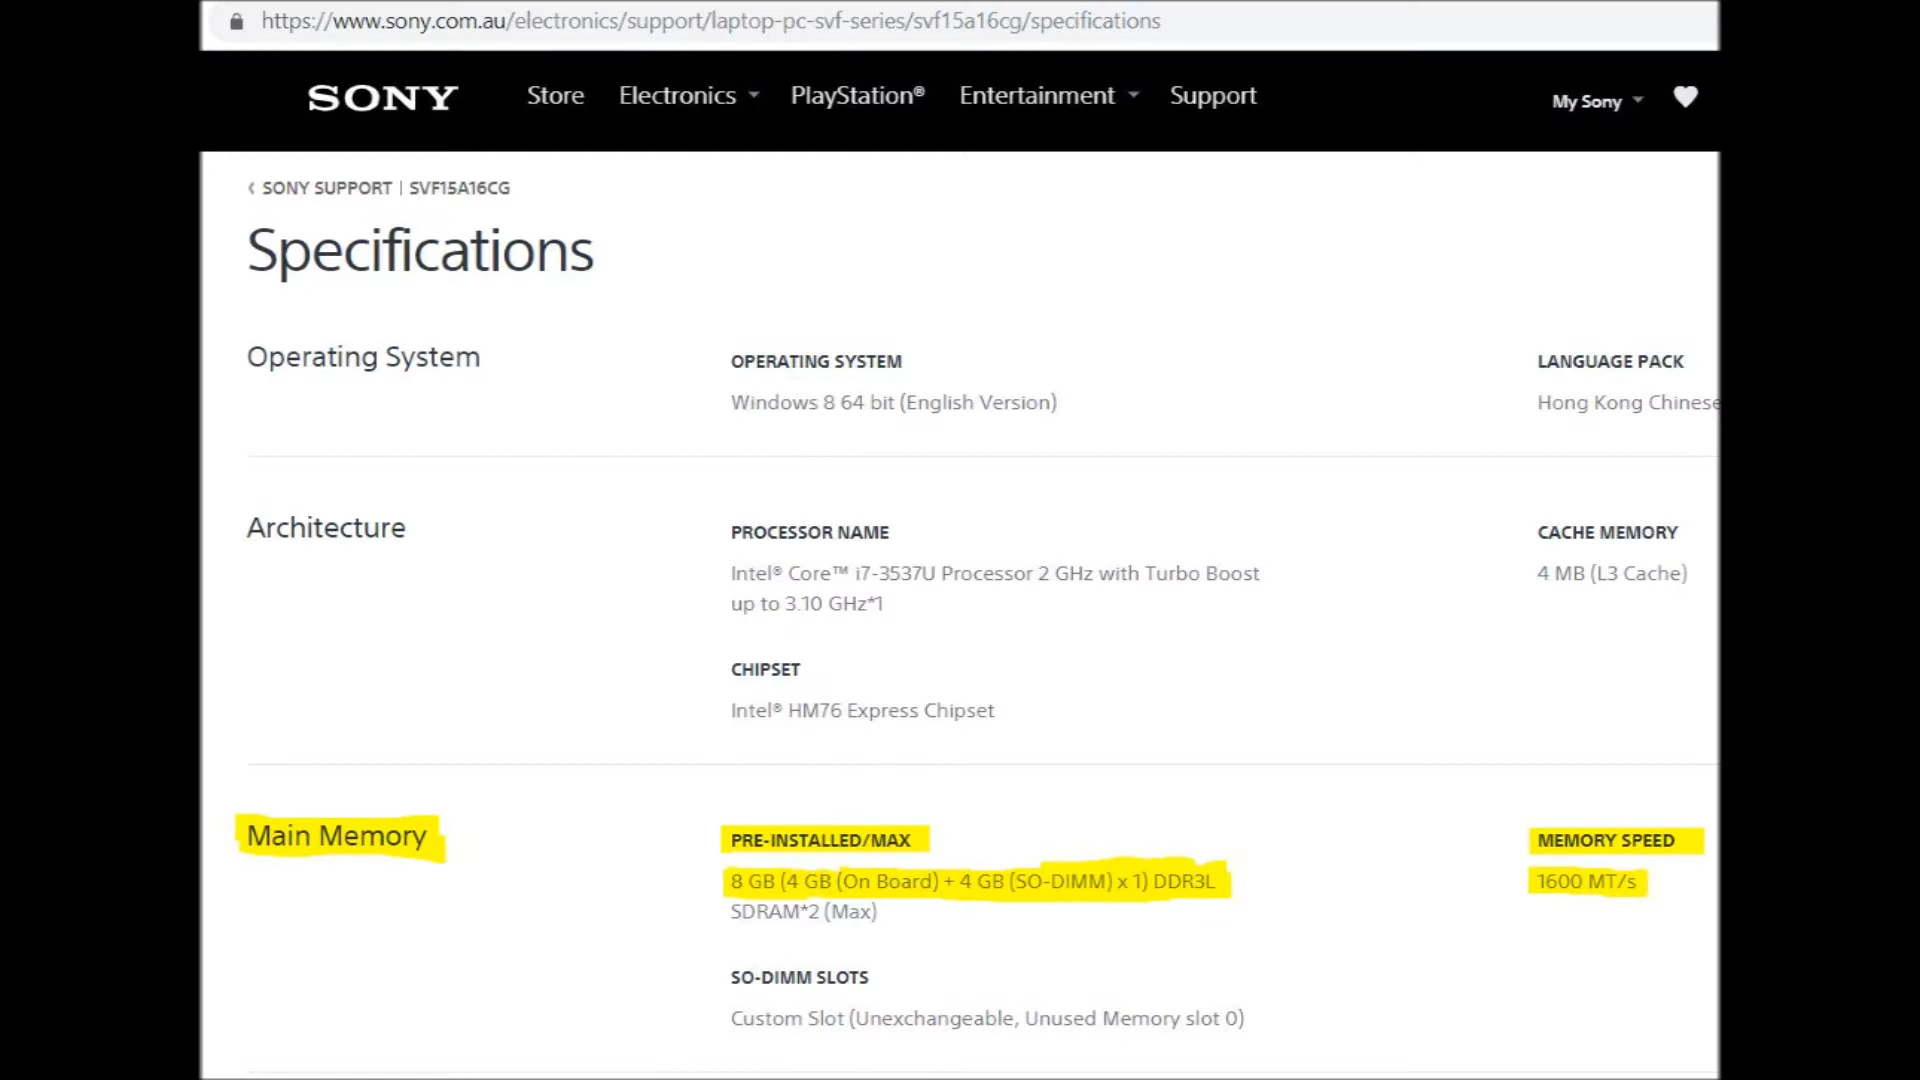 https://www.sony.com.au/electronics/support/laptop-pc-svf-series/svf15a16cg/specifications
SONY Store Electronics PlayStation® Entertainment Support My Sony
SONY SUPPORT | SVF15A16CG
Specifications
Operating System
OPERATING SYSTEM
Windows 8 64 bit (English Version)
LANGUAGE PACK
Hong Kong Chinese
Architecture
PROCESSOR NAME
Intel® Core™ i7-3537U Processor 2 GHz with Turbo Boost
up to 3.10 GHz*1
CACHE MEMORY
4 MB (L3 Cache)
CHIPSET
Intel® HM76 Express Chipset
Main Memory
PRE-INSTALLED/MAX
8 GB (4 GB (On Board) + 4 GB (SO-DIMM) x 1) DDR3L
SDRAM*2 (Max)
MEMORY SPEED
1600 MT/s
SO-DIMM SLOTS
Custom Slot (Unexchangeable, Unused Memory slot 0)